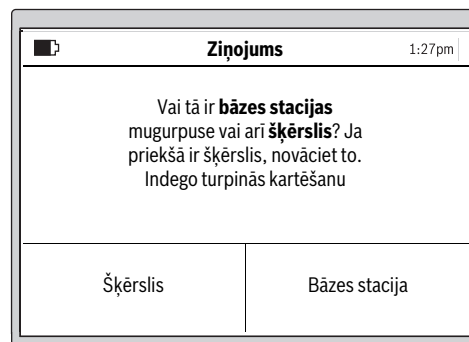 Ziņojums 1:27pm
Vai tā ir bāzes stacijas
mugurpuse vai arī šķērslis? Ja
priekšā ir šķērslis, novāciet to.
Indego turpinās kartēšanu
Šķērslis Bāzes stacija